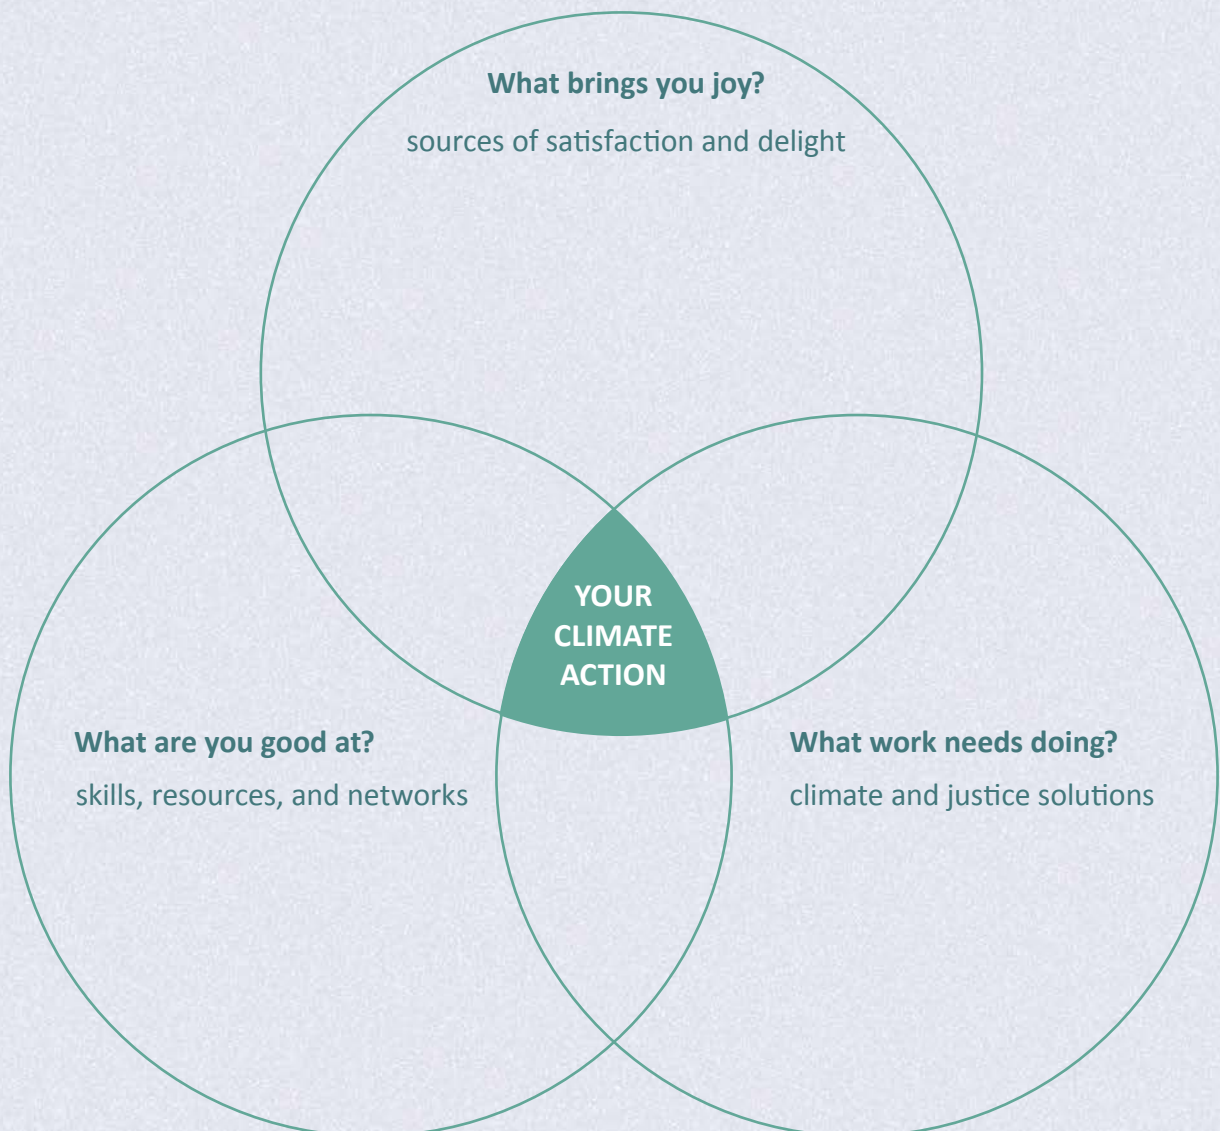 What brings you joy?
sources of satisfaction and delight
YOUR
CLIMATE
ACTION
What are you good at?
skills, resources, and networks
What work needs doing?
climate and justice solutions